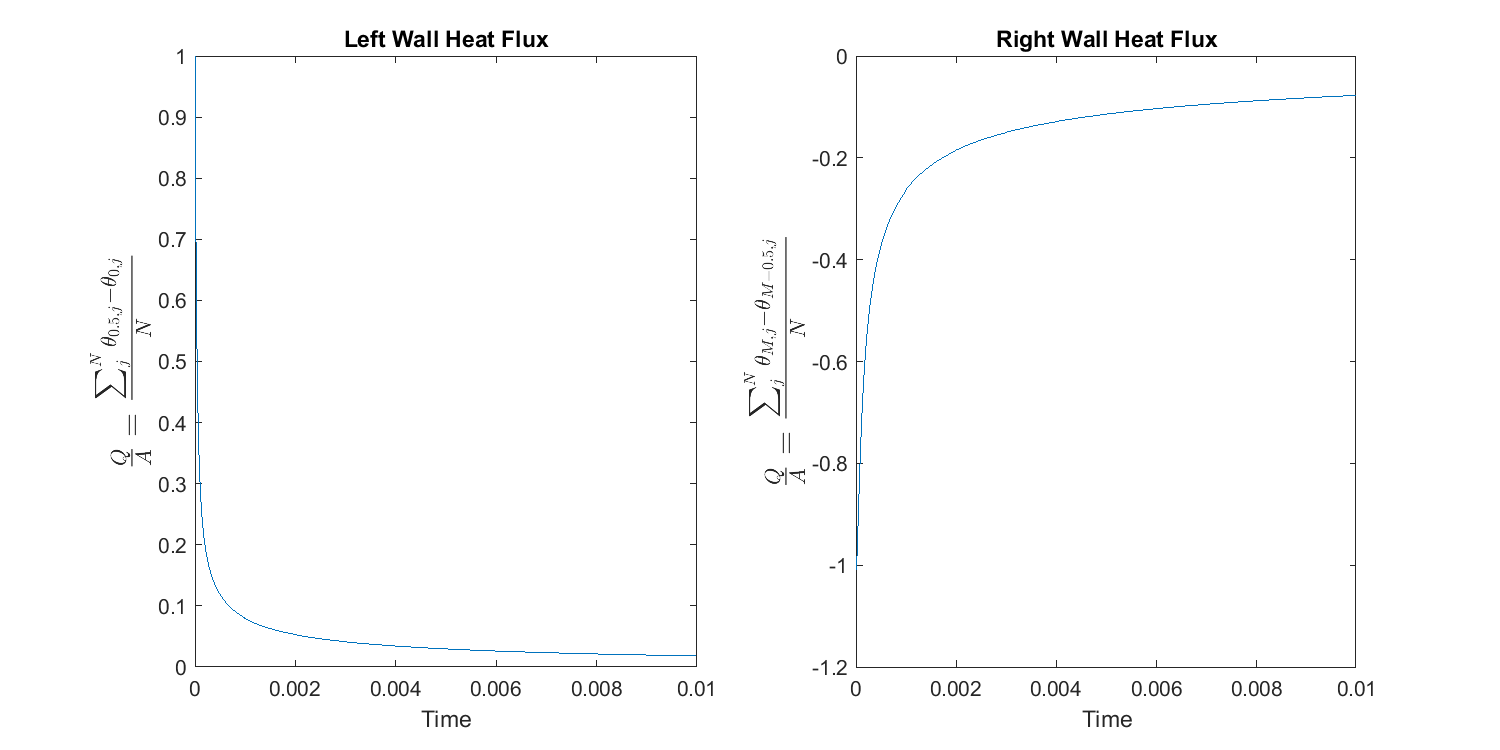 Left Wall Heat Flux
1
0.9
0.8
0.7
0.6
0.5
0.4
0.3
0.2
0.1
0
0 0.002 0.004 0.006 0.008 0.01
Time
Q/A = ∑_j^N θ_{0.5,j}−θ_{0,j} / N
Right Wall Heat Flux
0
-0.2
-0.4
-0.6
-0.8
-1
-1.2
0 0.002 0.004 0.006 0.008 0.01
Time
Q/A = ∑_j^N θ_{M,j}−θ_{M−0.5,j} / N